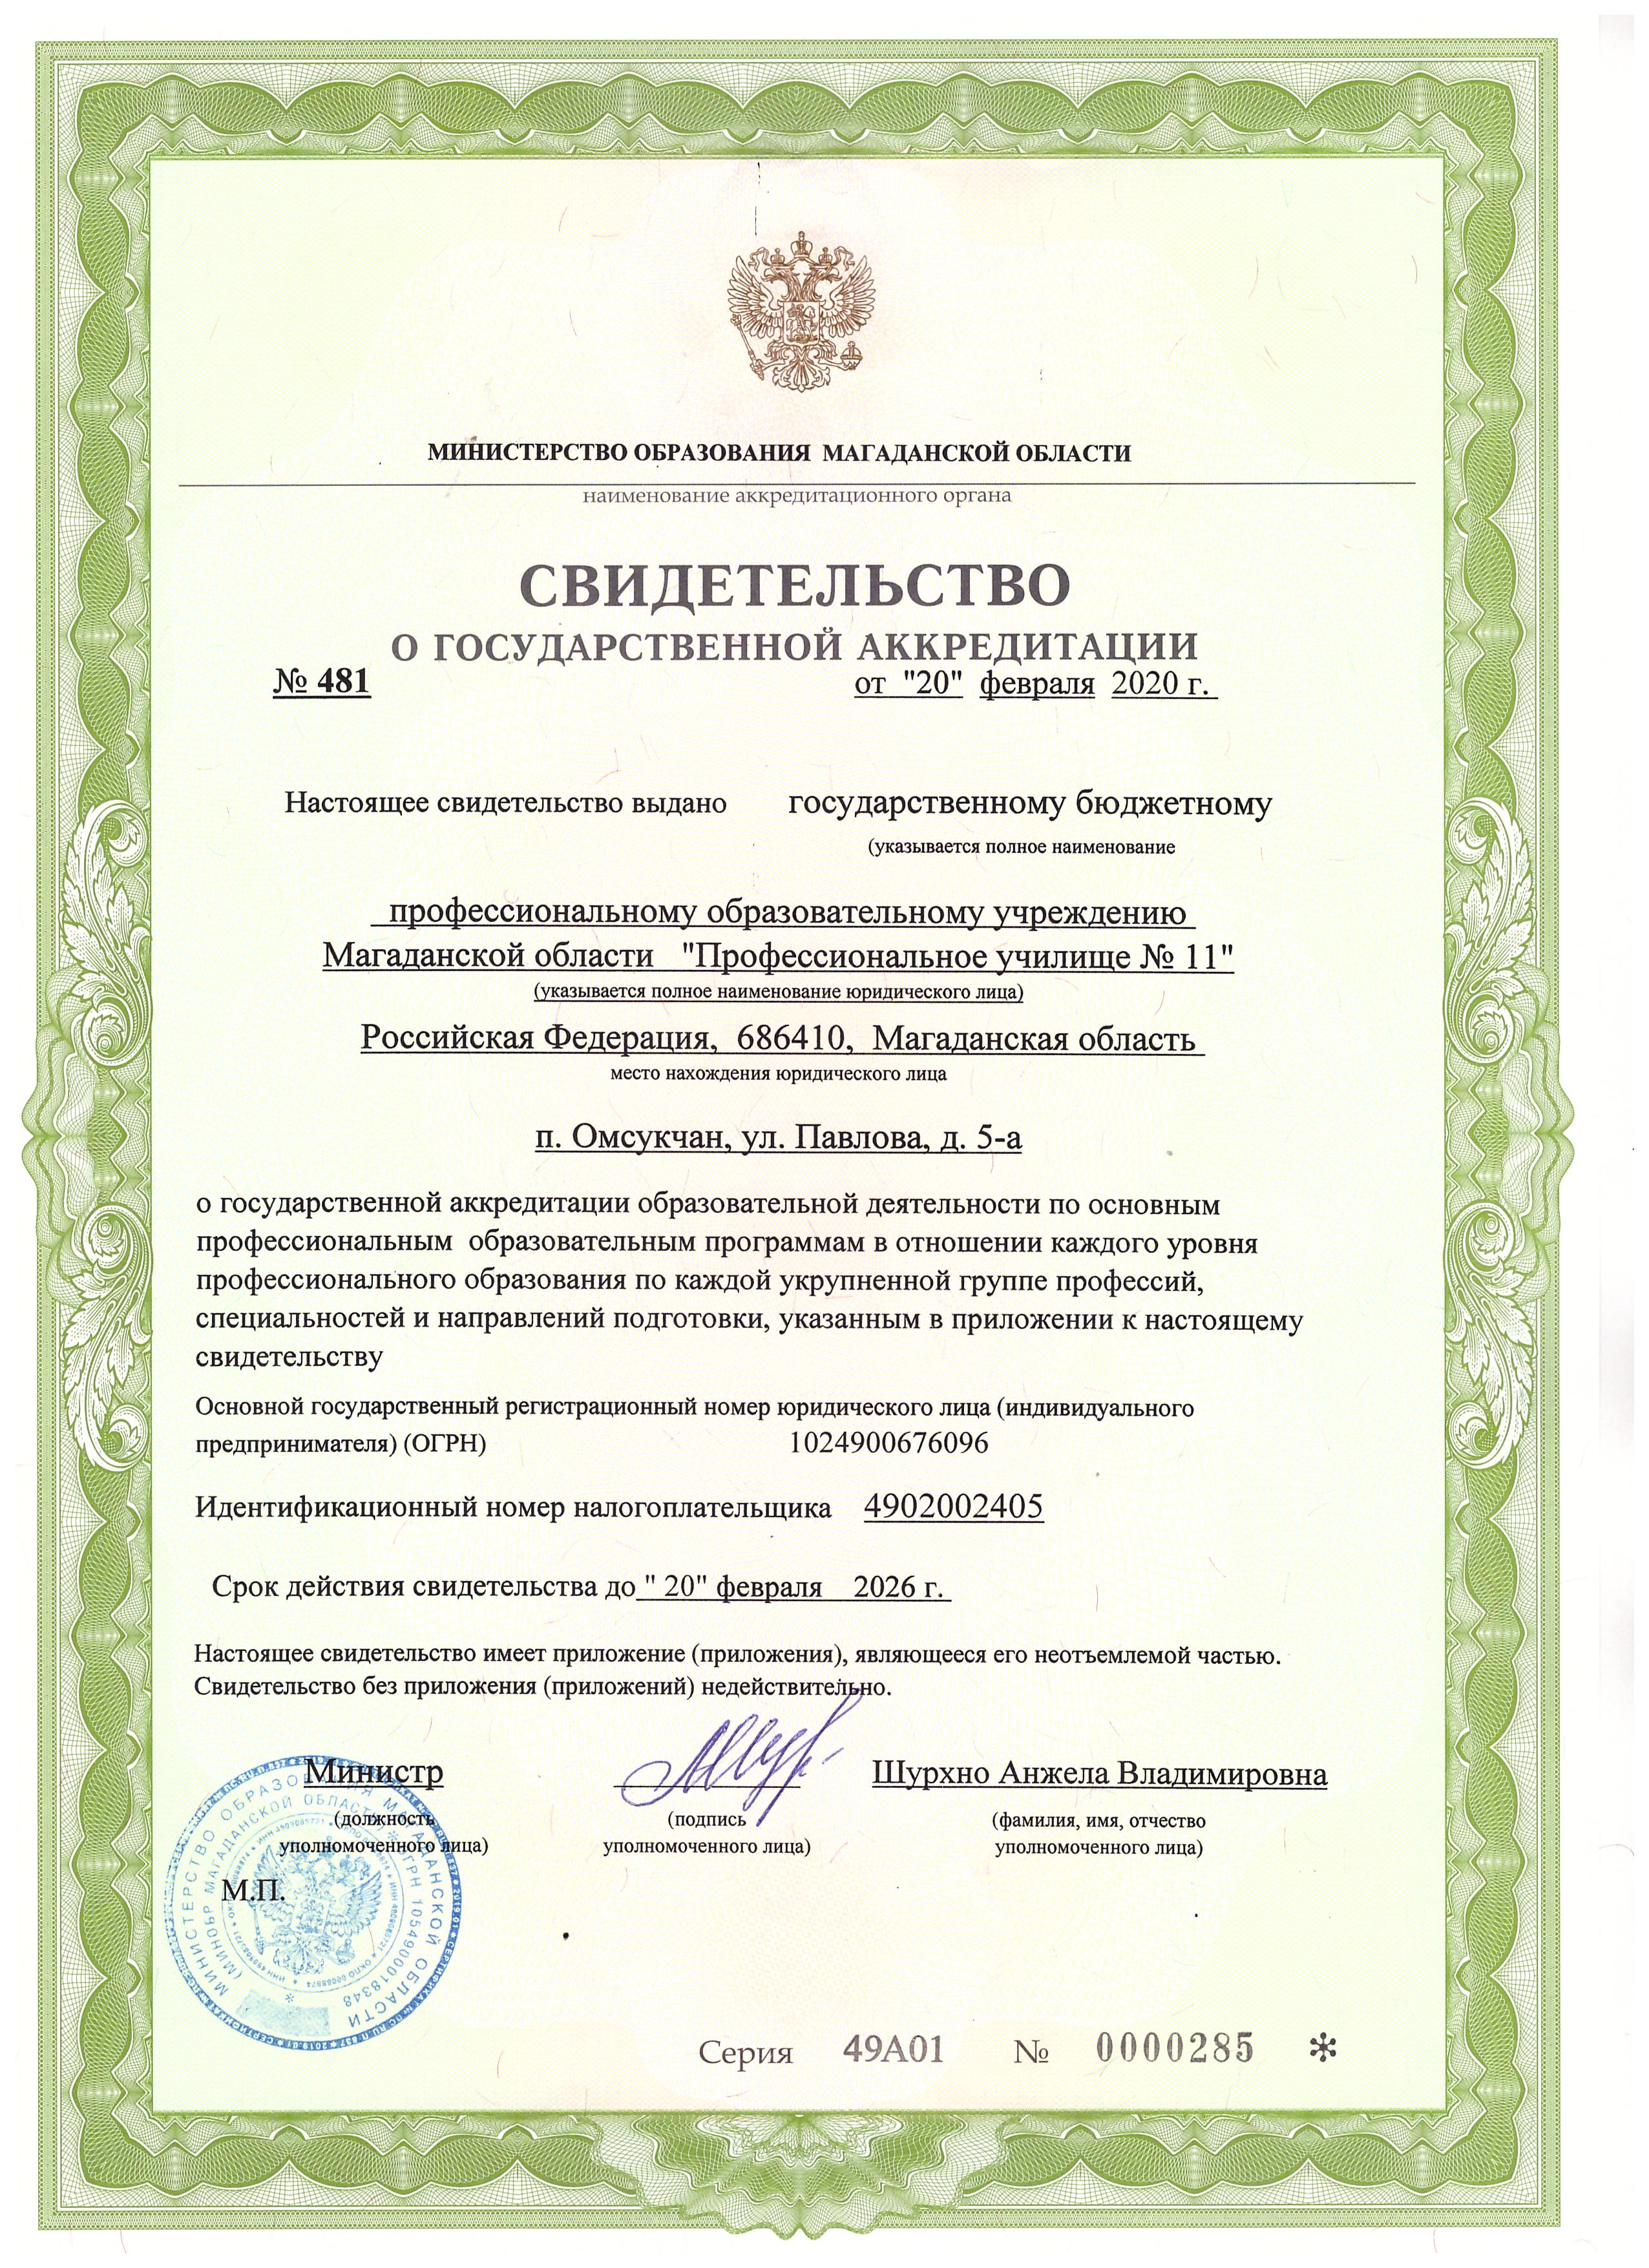 МИНИСТЕРСТВО ОБРАЗОВАНИЯ МАГАДАНСКОЙ ОБЛАСТИ
наименование аккредитационного органа
СВИДЕТЕЛЬСТВО
О ГОСУДАРСТВЕННОЙ АККРЕДИТАЦИИ
№ 481 от "20" февраля 2020 г.
Настоящее свидетельство выдано государственному бюджетному
(указывается полное наименование
профессиональному образовательному учреждению
Магаданской области "Профессиональное училище № 11"
(указывается полное наименование юридического лица)
Российская Федерация, 686410, Магаданская область
место нахождения юридического лица
п. Омсукчан, ул. Павлова, д. 5-а
о государственной аккредитации образовательной деятельности по основным
профессиональным образовательным программам в отношении каждого уровня
профессионального образования по каждой укрупненной группе профессий,
специальностей и направлений подготовки, указанным в приложении к настоящему
свидетельству
Основной государственный регистрационный номер юридического лица (индивидуального
предпринимателя) (ОГРН) 1024900676096
Идентификационный номер налогоплательщика 4902002405
Срок действия свидетельства до " 20" февраля 2026 г.
Настоящее свидетельство имеет приложение (приложения), являющееся его неотъемлемой частью.
Свидетельство без приложения (приложений) недействительно.
Министр Шурхно Анжела Владимировна
(должность (подпись (фамилия, имя, отчество
уполномоченного лица) уполномоченного лица) уполномоченного лица)
М.П.
МИНИСТЕРСТВО ОБРАЗОВАНИЯ МАГАДАНСКОЙ ОБЛАСТИ
(МИНОБР МАГАДАНСКОЙ ОБЛАСТИ) * ОГРН 1054900018348 *
Серия 49А01 № 0000285 *